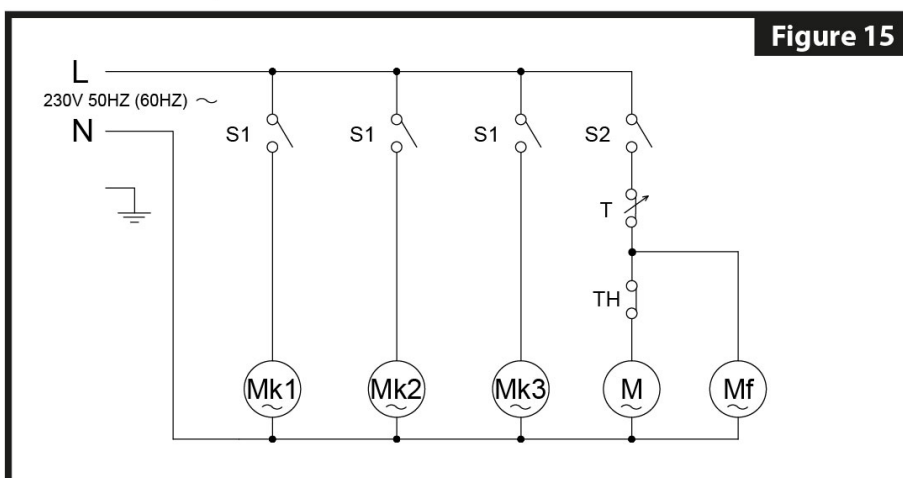 Figure 15
L
230V 50HZ (60HZ) ~
N
S1 S1 S1 S2
T
TH
Mk1 Mk2 Mk3 M Mf